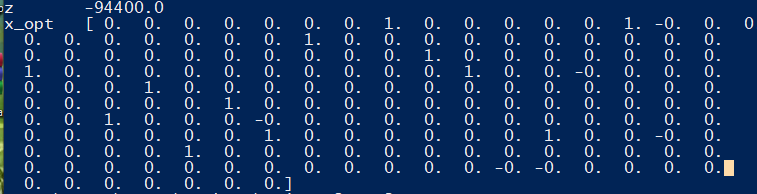 z -94400.0
x_opt [ 0. 0. 0. 0. 0. 0. 0. 1. 0. 0. 0. 0. 0. 1. -0. 0. 0
0. 0. 0. 0. 0. 0. 0. 1. 0. 0. 0. 0. 0. 0. 0. 0. 0. 0.
0. 0. 0. 0. 0. 0. 0. 0. 0. 0. 1. 0. 0. 0. 0. 0. 0. 0.
1. 0. 0. 0. 0. 0. 0. 0. 0. 0. 0. 1. 0. 0. -0. 0. 0. 0.
0. 0. 0. 1. 0. 0. 0. 0. 0. 0. 0. 0. 0. 0. 0. 0. 0. 0.
0. 0. 0. 0. 0. 1. 0. 0. 0. 0. 0. 0. 0. 0. 0. 0. 0. 0.
0. 0. 1. 0. 0. 0. -0. 0. 0. 0. 0. 0. 0. 0. 0. 0. 0. 0.
0. 0. 0. 0. 0. 0. 1. 0. 0. 0. 0. 0. 0. 1. 0. 0. -0. 0.
0. 0. 0. 0. 1. 0. 0. 0. 0. 0. 0. 0. 0. 0. 0. 0. 0. 0.
0. 0. 0. 0. 0. 0. 0. 0. 0. 0. 0. 0. -0. -0. 0. 0. 0. 0.
0. 0. 0. 0. 0. 0. 0.]